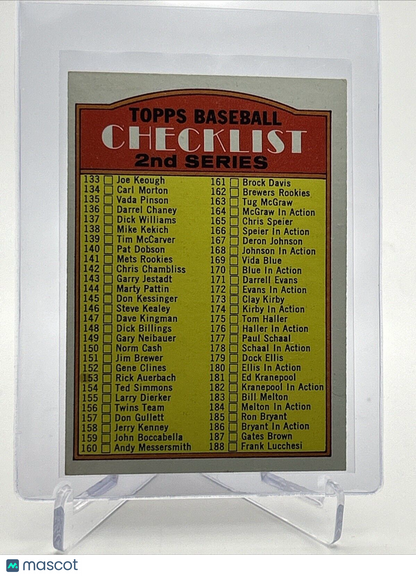 TOPPS BASEBALL
CHECKLIST
2nd SERIES
133 Joe Keough
134 Carl Morton
135 Vada Pinson
136 Darrel Chaney
137 Dick Williams
138 Mike Kekich
139 Tim McCarver
140 Pat Dobson
141 Mets Rookies
142 Chris Chambliss
143 Garry Jestadt
144 Marty Pattin
145 Don Kessinger
146 Steve Kealey
147 Dave Kingman
148 Dick Billings
149 Gary Neibauer
150 Norm Cash
151 Jim Brewer
152 Gene Clines
153 Rick Auerbach
154 Ted Simmons
155 Larry Dierker
156 Twins Team
157 Don Gullett
158 Jerry Kenney
159 John Boccabella
160 Andy Messersmith
161 Brock Davis
162 Brewers Rookies
163 Tug McGraw
164 McGraw In Action
165 Chris Speier
166 Speier In Action
167 Deron Johnson
168 Johnson In Action
169 Vida Blue
170 Blue In Action
171 Darrell Evans
172 Evans In Action
173 Clay Kirby
174 Kirby In Action
175 Tom Haller
176 Haller In Action
177 Paul Schaal
178 Schaal In Action
179 Dock Ellis
180 Ellis In Action
181 Ed Kranepool
182 Kranepool In Action
183 Bill Melton
184 Melton In Action
185 Ron Bryant
186 Bryant In Action
187 Gates Brown
188 Frank Lucchesi
mascot